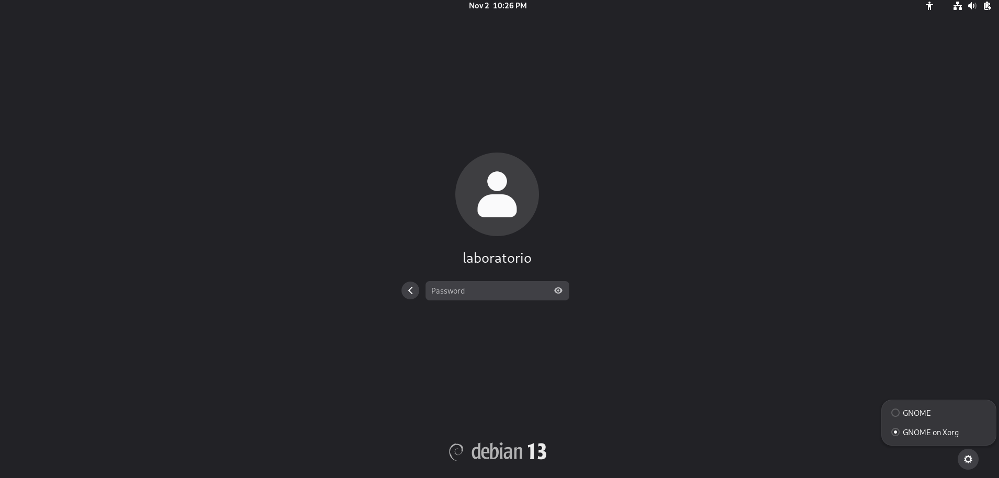 Nov 2 10:26 PM
laboratorio
Password
GNOME
GNOME on Xorg
debian 13